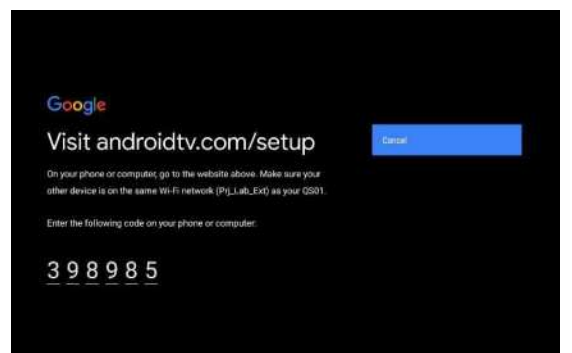 Google
Visit androidtv.com/setup
Cancel
On your phone or computer, go to the website above. Make sure your
other device is on the same Wi-Fi network (Prj_Lab_Ext) as your QS01.
Enter the following code on your phone or computer:
398985